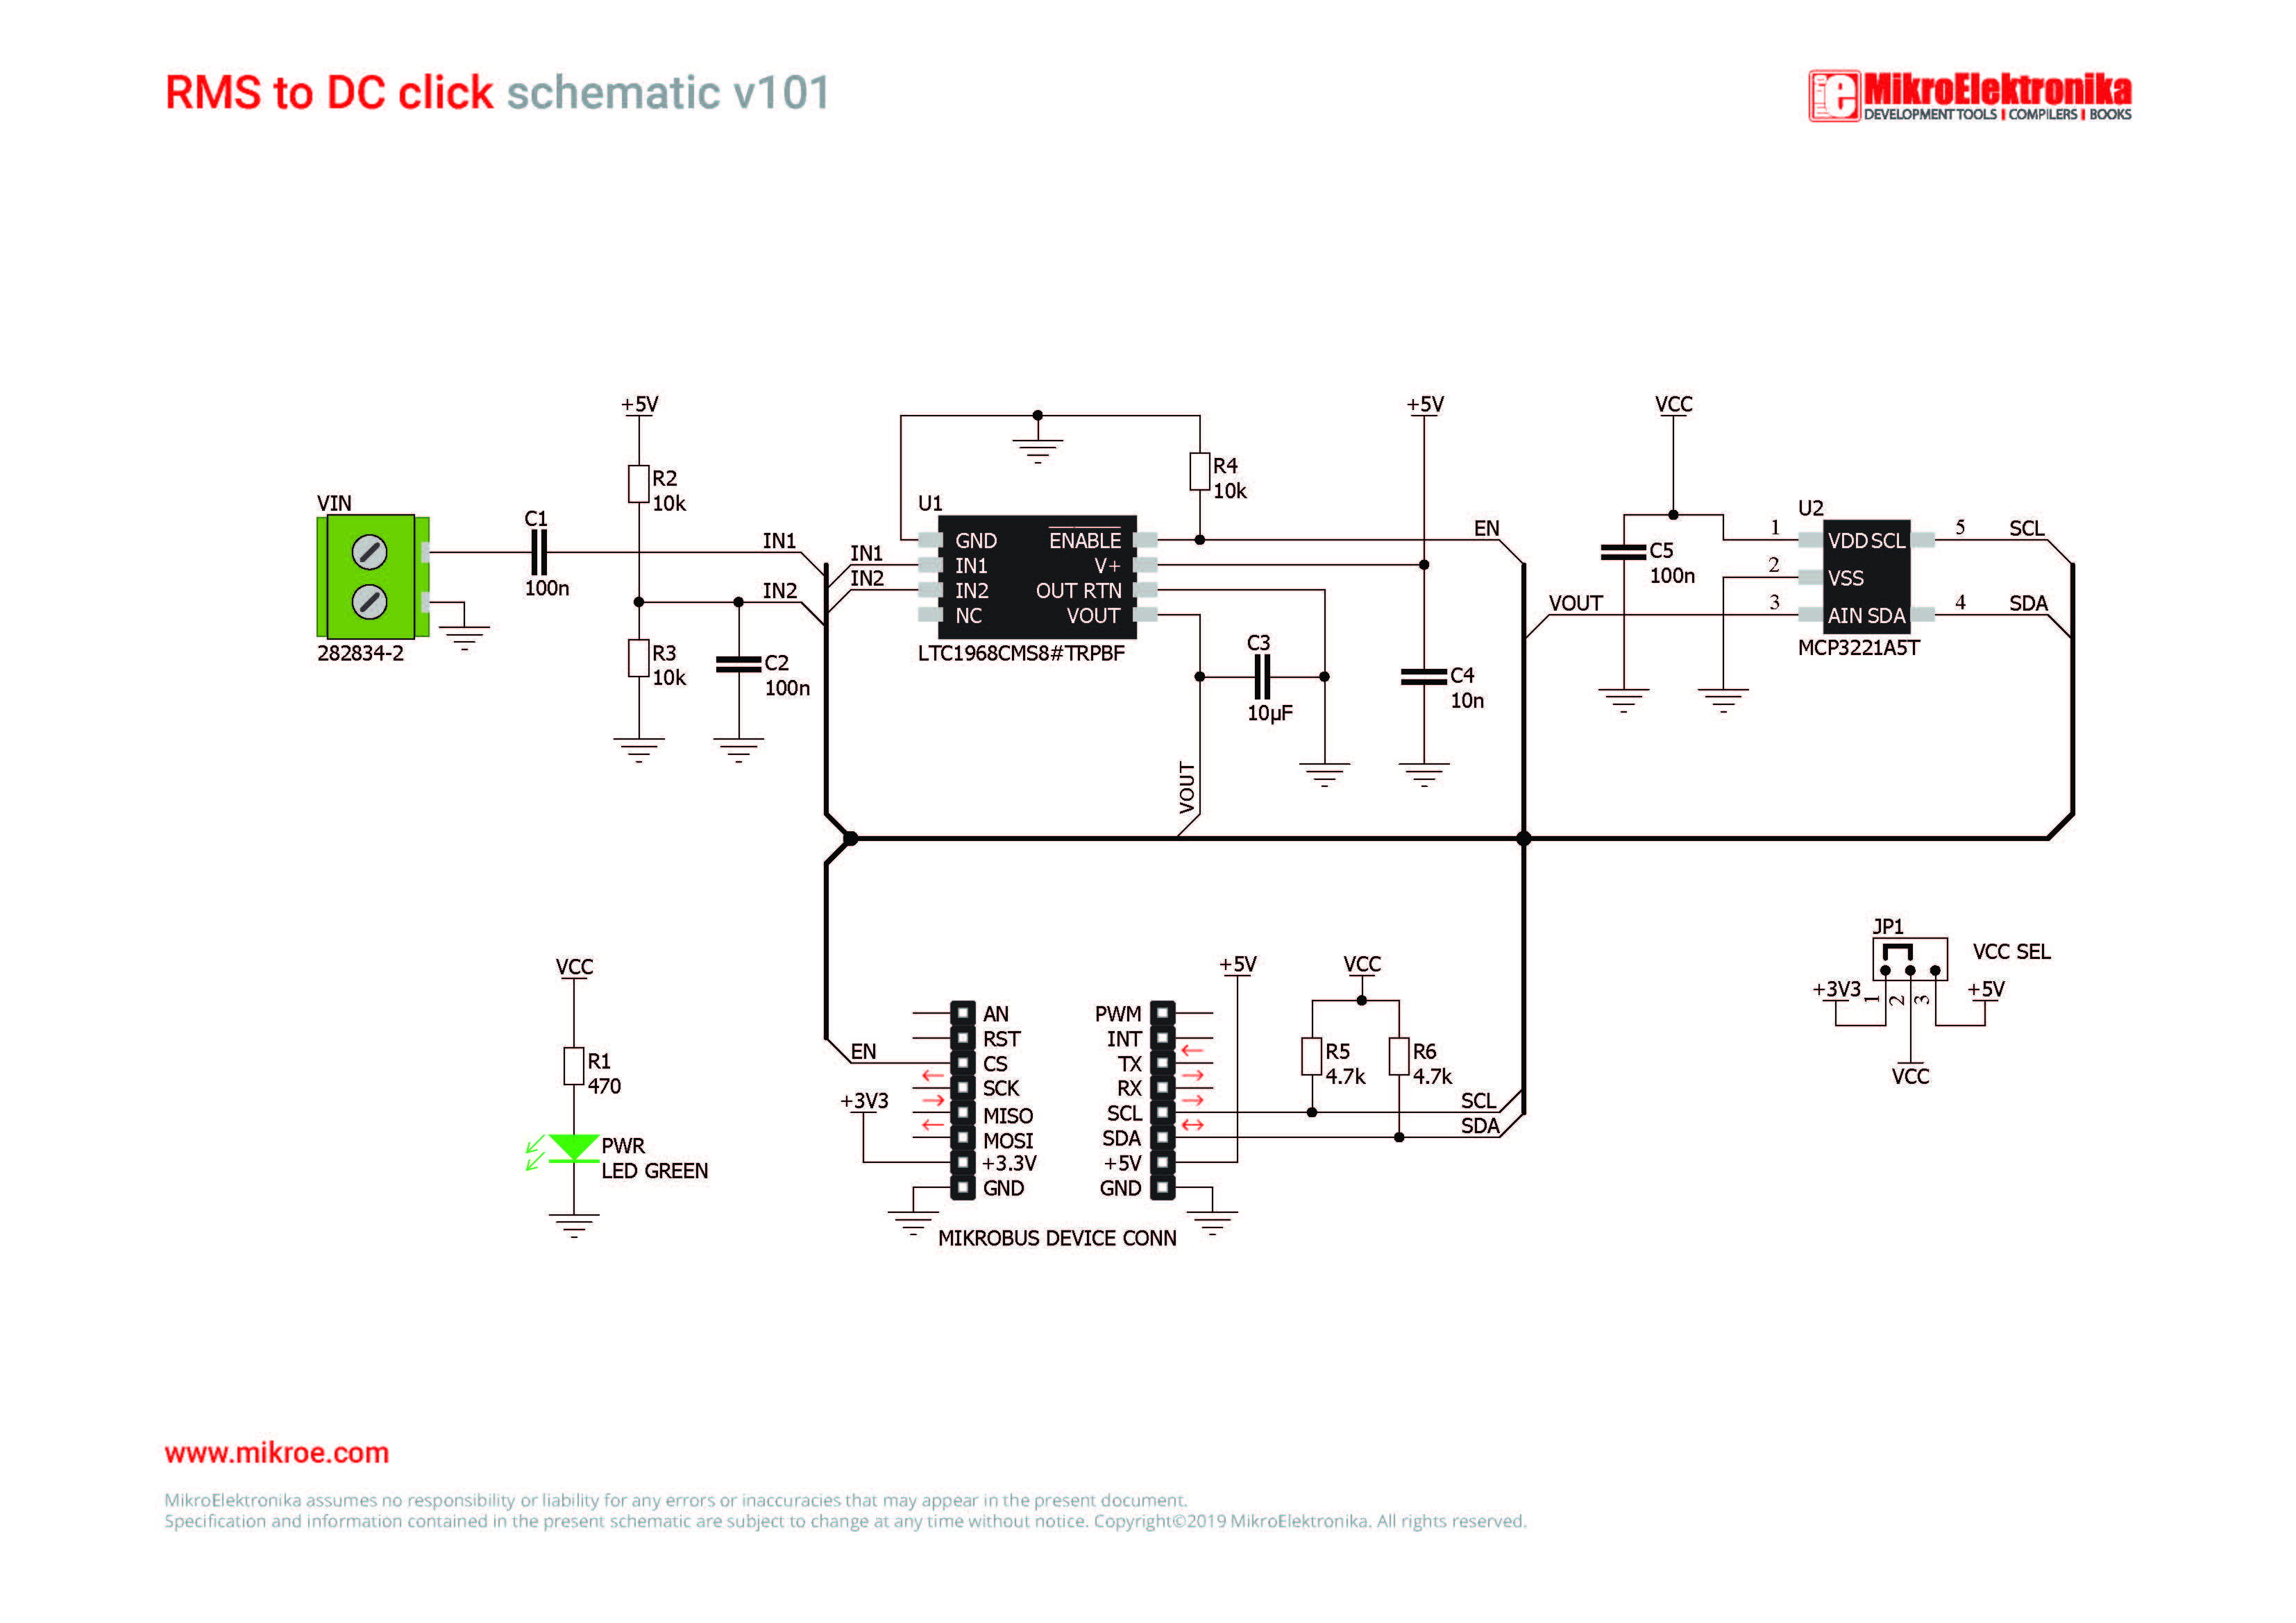 RMS to DC click schematic v101
MikroElektronika
DEVELOPMENT TOOLS | COMPILERS | BOOKS
+5V
R2
10k
VIN
282834-2
C1
100n
IN1
IN2
R3
10k
C2
100n
IN1
IN2
U1
GND
IN1
IN2
NC
ENABLE
V+
OUT RTN
VOUT
LTC1968CMS8#TRPBF
R4
10k
C3
10µF
VOUT
+5V
C4
10n
EN
VOUT
VCC
C5
100n
U2
1
2
3
VDD SCL
VSS
AIN SDA
MCP3221A5T
5
4
SCL
SDA
VCC
R1
470
PWR
LED GREEN
EN
+3V3
AN
RST
CS
SCK
MISO
MOSI
+3.3V
GND
PWM
INT
TX
RX
SCL
SDA
+5V
GND
MIKROBUS DEVICE CONN
+5V
VCC
R5
4.7k
R6
4.7k
SCL
SDA
JP1
VCC SEL
+3V3
1
2
3
+5V
VCC
www.mikroe.com
MikroElektronika assumes no responsibility or liability for any errors or inaccuracies that may appear in the present document.
Specification and information contained in the present schematic are subject to change at any time without notice. Copyright©2019 MikroElektronika. All rights reserved.